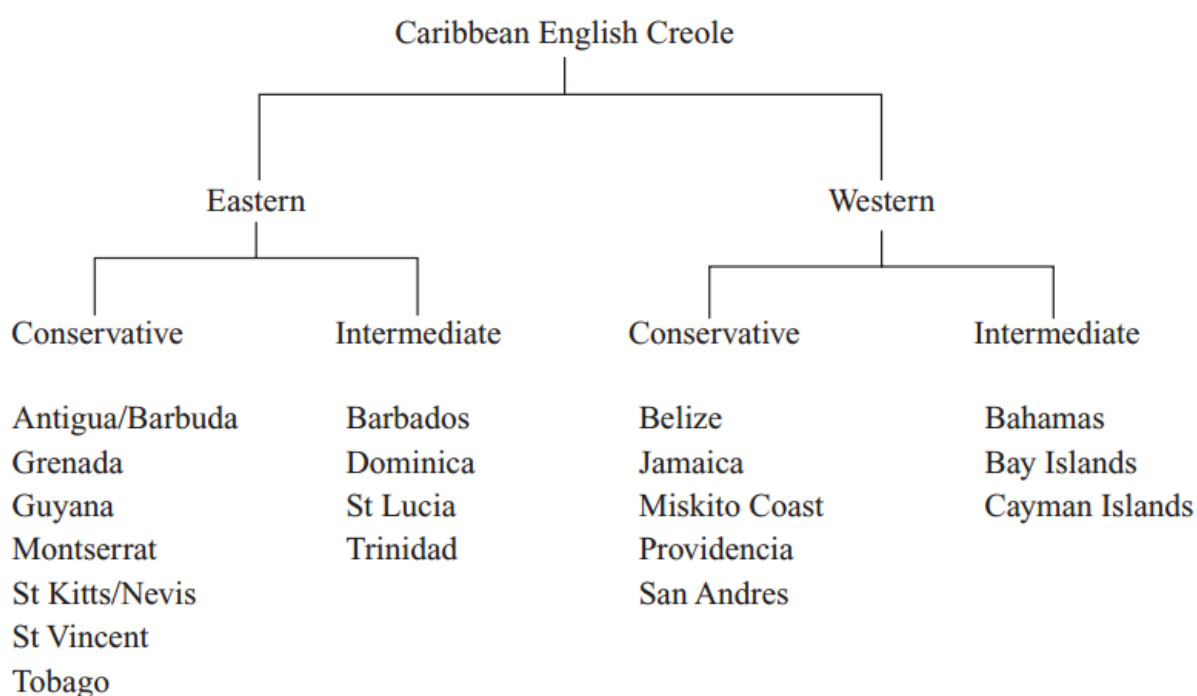 Caribbean English Creole
Eastern
Western
Conservative
Intermediate
Conservative
Intermediate
Antigua/Barbuda
Grenada
Guyana
Montserrat
St Kitts/Nevis
St Vincent
Tobago
Barbados
Dominica
St Lucia
Trinidad
Belize
Jamaica
Miskito Coast
Providencia
San Andres
Bahamas
Bay Islands
Cayman Islands